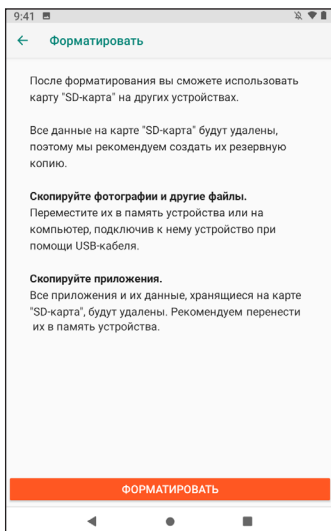 9:41
Форматировать
После форматирования вы сможете использовать
карту "SD-карта" на других устройствах.
Все данные на карте "SD-карта" будут удалены,
поэтому мы рекомендуем создать их резервную
копию.
Скопируйте фотографии и другие файлы.
Переместите их в память устройства или на
компьютер, подключив к нему устройство при
помощи USB-кабеля.
Скопируйте приложения.
Все приложения и их данные, хранящиеся на карте
"SD-карта", будут удалены. Рекомендуем перенести
их в память устройства.
ФОРМАТИРОВАТЬ